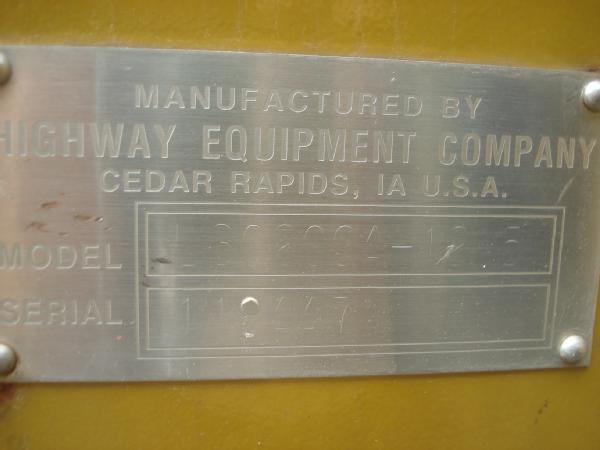 MANUFACTURED BY
HIGHWAY EQUIPMENT COMPANY
CEDAR RAPIDS, IA U.S.A.
MODEL
SERIAL